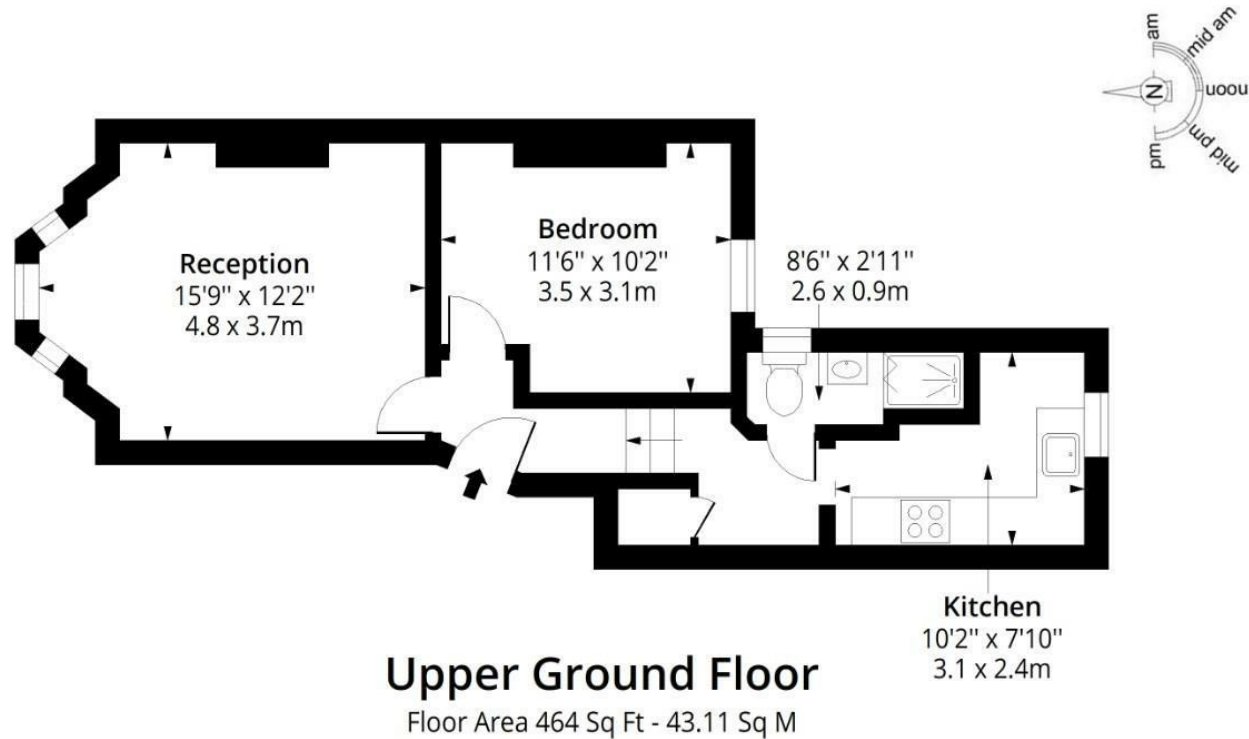 am
mid am
noon
mid pm
pm
N
Reception
15'9" x 12'2"
4.8 x 3.7m
Bedroom
11'6" x 10'2"
3.5 x 3.1m
8'6" x 2'11"
2.6 x 0.9m
Kitchen
10'2" x 7'10"
3.1 x 2.4m
Upper Ground Floor
Floor Area 464 Sq Ft - 43.11 Sq M